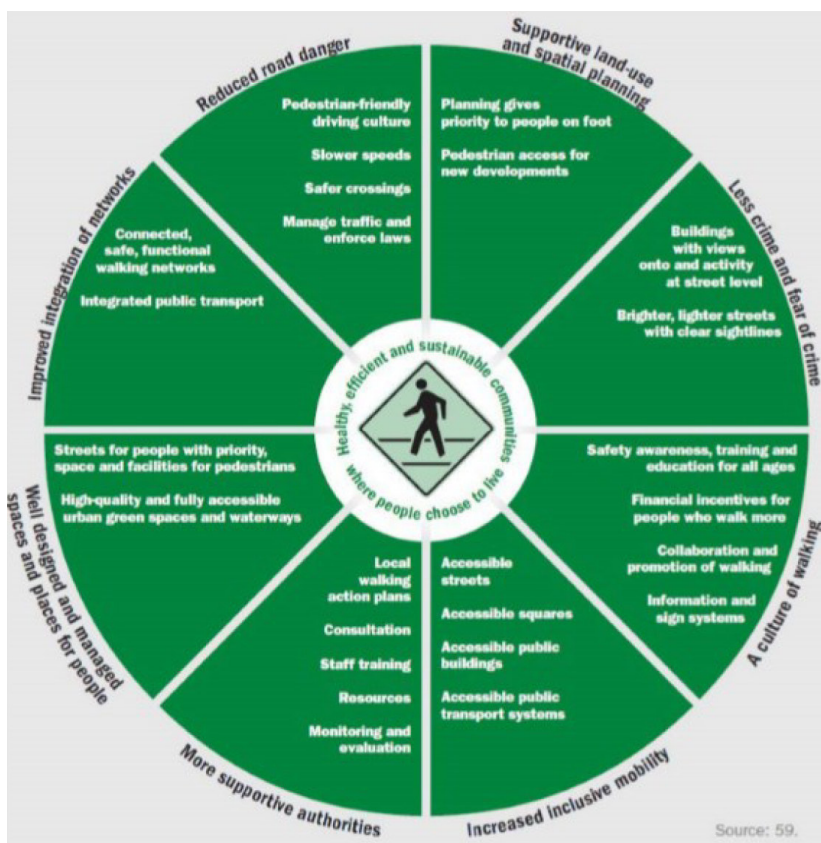 Supportive land-use
and spatial planning
Planning gives
priority to people on foot
Pedestrian access for
new developments
Less crime and fear of crime
Buildings
with views
onto and activity
at street level
Brighter, lighter streets
with clear sightlines
A culture of walking
Safety awareness, training and
education for all ages
Financial incentives for
people who walk more
Collaboration and
promotion of walking
Information and
sign systems
Increased inclusive mobility
Accessible
streets
Accessible squares
Accessible public
buildings
Accessible public
transport systems
More supportive authorities
Local
walking
action plans
Consultation
Staff training
Resources
Monitoring and
evaluation
Well designed and managed
spaces and places for people
Streets for people with priority,
space and facilities for pedestrians
High-quality and fully accessible
urban green spaces and waterways
Improved integration of networks
Connected,
safe, functional
walking networks
Integrated public transport
Reduced road danger
Pedestrian-friendly
driving culture
Slower speeds
Safer crossings
Manage traffic and
enforce laws
Healthy, efficient and sustainable communities
where people choose to live
Source: 59.